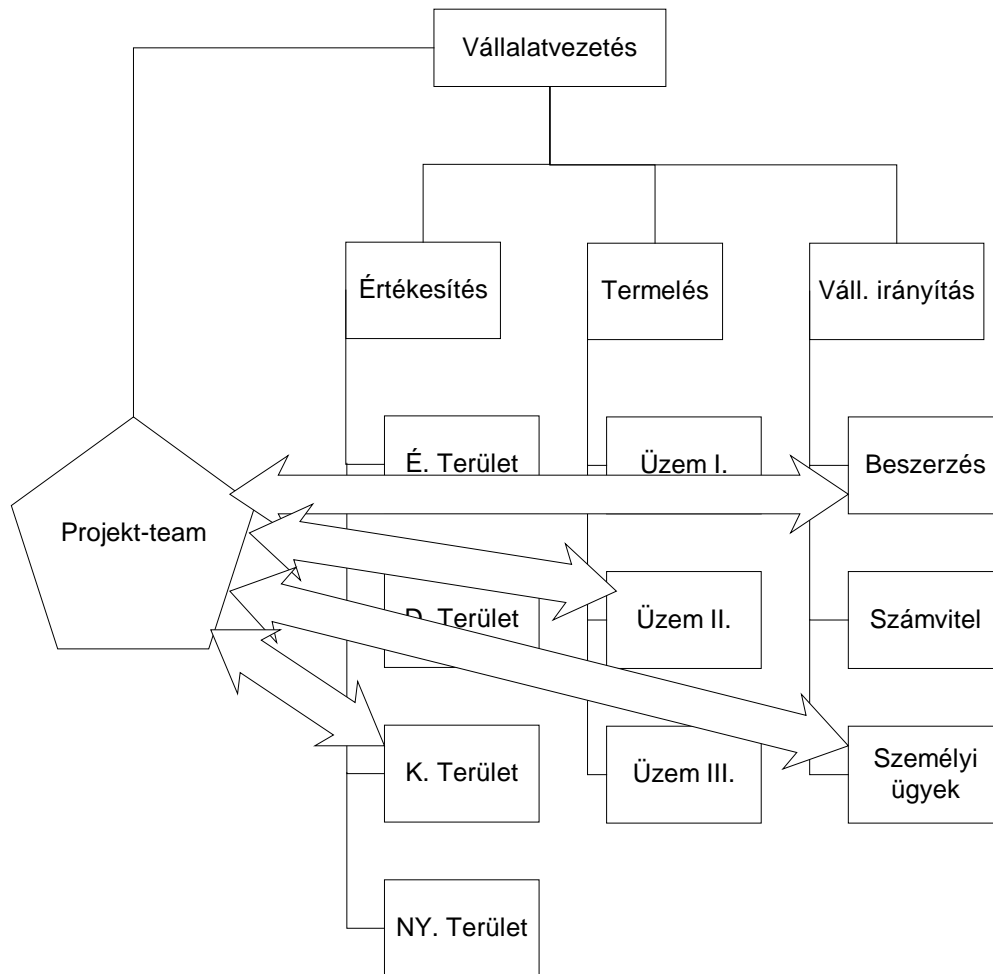 Vállalatvezetés
Értékesítés
Termelés
Váll. irányítás
É. Terület
Üzem I.
Beszerzés
Projekt-team
Terület
Üzem II.
Számvitel
K. Terület
Üzem III.
Személyi
ügyek
NY. Terület